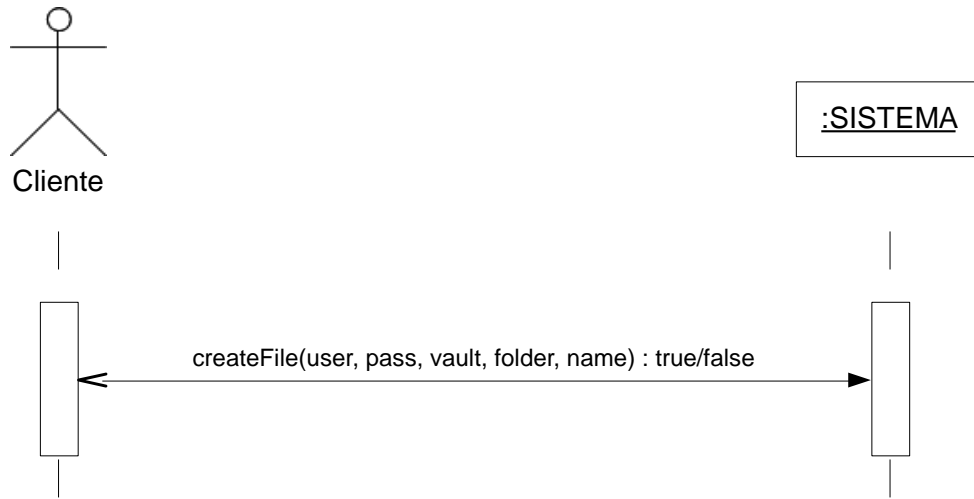 :SISTEMA
Cliente
createFile(user, pass, vault, folder, name) : true/false